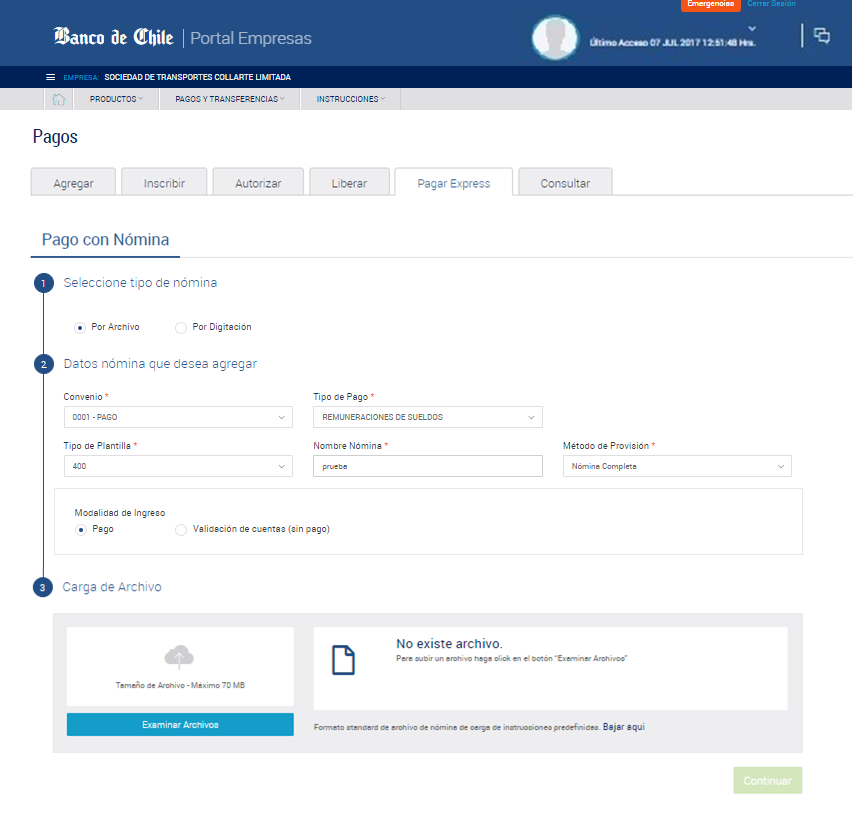 Emergencias Cerrar Sesión
Banco de Chile | Portal Empresas
Último Acceso 07 JUL 2017 12:51:48 Hrs.
EMPRESA: SOCIEDAD DE TRANSPORTES COLLARTE LIMITADA
PRODUCTOS PAGOS Y TRANSFERENCIAS INSTRUCCIONES
Pagos
Agregar Inscribir Autorizar Liberar Pagar Express Consultar
Pago con Nómina
1 Seleccione tipo de nómina
Por Archivo Por Digitación
2 Datos nómina que desea agregar
Convenio * Tipo de Pago *
0001 - PAGO REMUNERACIONES DE SUELDOS
Tipo de Plantilla * Nombre Nómina * Método de Provisión *
400 prueba Nómina Completa
Modalidad de Ingreso
Pago Validación de cuentas (sin pago)
3 Carga de Archivo
No existe archivo.
Para subir un archivo haga click en el botón "Examinar Archivos"
Tamaño de Archivo - Máximo 70 MB
Examinar Archivos
Formato standard de archivo de nómina de carga de instrucciones predefinidas. Bajar aquí
Continuar